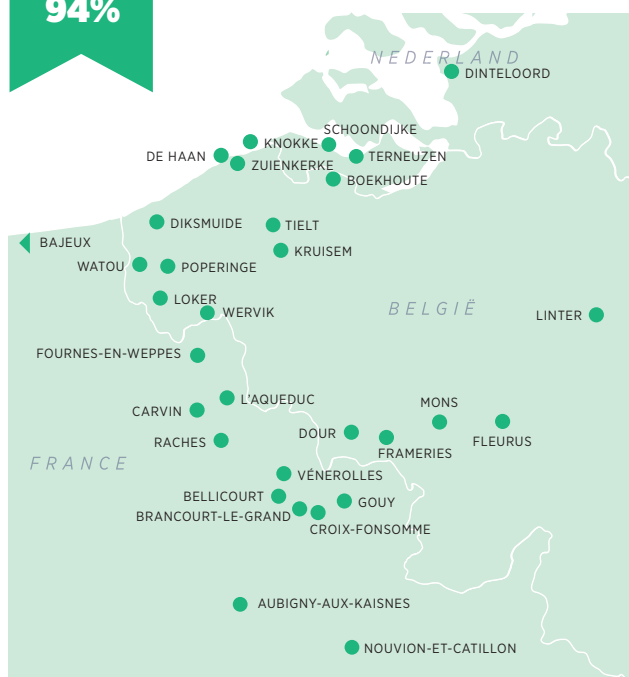 94%
NEDERLAND
DINTELOORD
SCHOONDIJKE
KNOKKE
DE HAAN
TERNEUZEN
ZUIENKERKE
BOEKHOUTE
DIKSMUIDE
TIELT
BAJEUX
KRUISEM
WATOU
POPERINGE
LOKER
WERVIK
BELGIË
LINTER
FOURNES-EN-WEPPES
L'AQUEDUC
MONS
CARVIN
DOUR
RACHES
FLEURUS
FRAMERIES
FRANCE
VÉNEROLLES
BELLICOURT
GOUY
BRANCOURT-LE-GRAND
CROIX-FONSOMME
AUBIGNY-AUX-KAISNES
NOUVION-ET-CATILLON